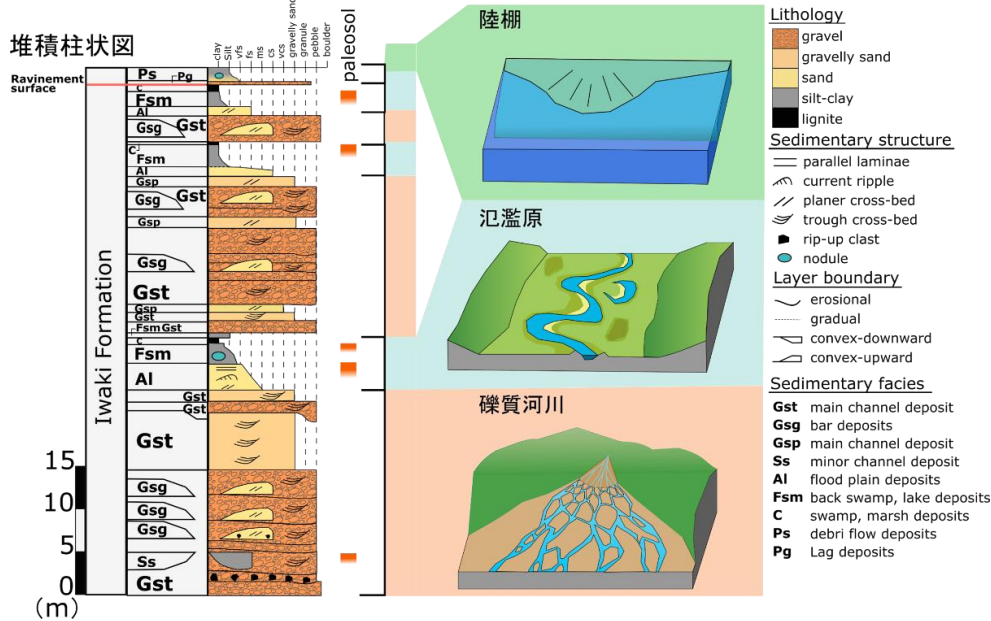 堆積柱状図
clay
Silt
vfs
fs
ms
cs
vcs
gravelly sand
granule
pebble
boulder
paleosol
Ravinement
surface
Iwaki Formation
Ps
Pg
C
Fsm
Al
Gsg
Gst
C
Fsm
Al
Gsp
Gsg
Gst
Gsp
Gsg
Gst
Gsp
Gst
Fsm Gst
C
Fsm
Al
Gst
Gst
Gst
Gsg
Gsg
Gsg
Ss
Gst
15
10
5
0
(m)
陸棚
氾濫原
礫質河川
Lithology
gravel
gravelly sand
sand
silt-clay
lignite
Sedimentary structure
parallel laminae
current ripple
planer cross-bed
trough cross-bed
rip-up clast
nodule
Layer boundary
erosional
gradual
convex-downward
convex-upward
Sedimentary facies
Gst main channel deposit
Gsg bar deposits
Gsp main channel deposit
Ss minor channel deposit
Al flood plain deposits
Fsm back swamp, lake deposits
C swamp, marsh deposits
Ps debri flow deposits
Pg Lag deposits